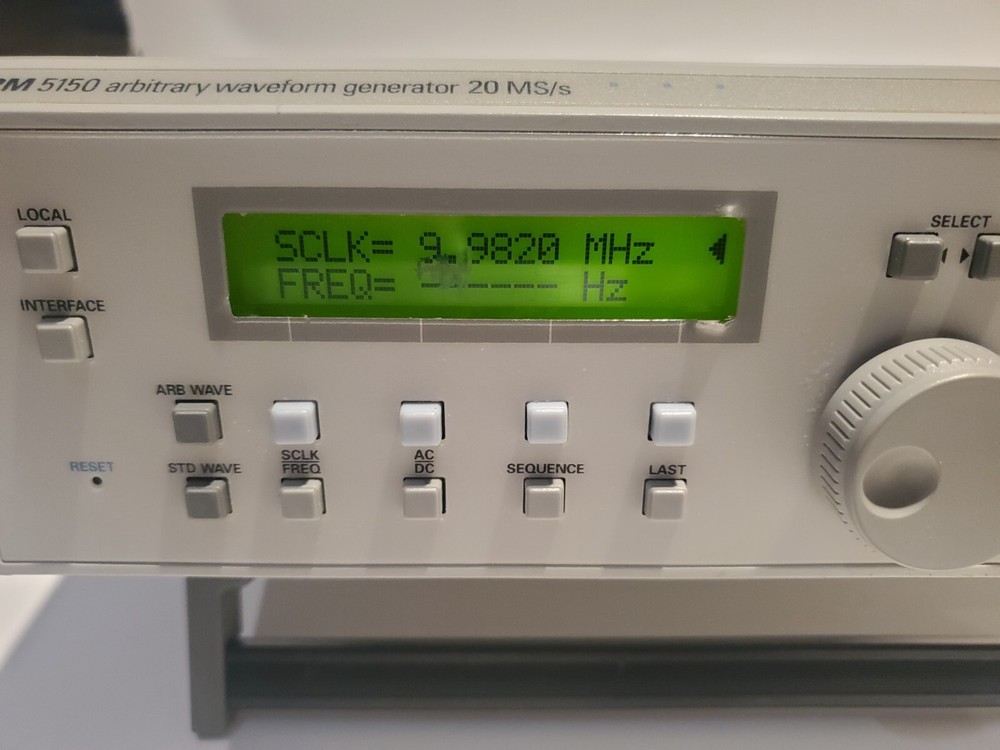 PM 5150 arbitrary waveform generator 20 MS/s
LOCAL
SELECT
SCLK= 9.9820 MHz
FREQ= ------ Hz
INTERFACE
ARB WAVE
RESET
STD WAVE
SCLK
FREQ
AC
DC
SEQUENCE
LAST